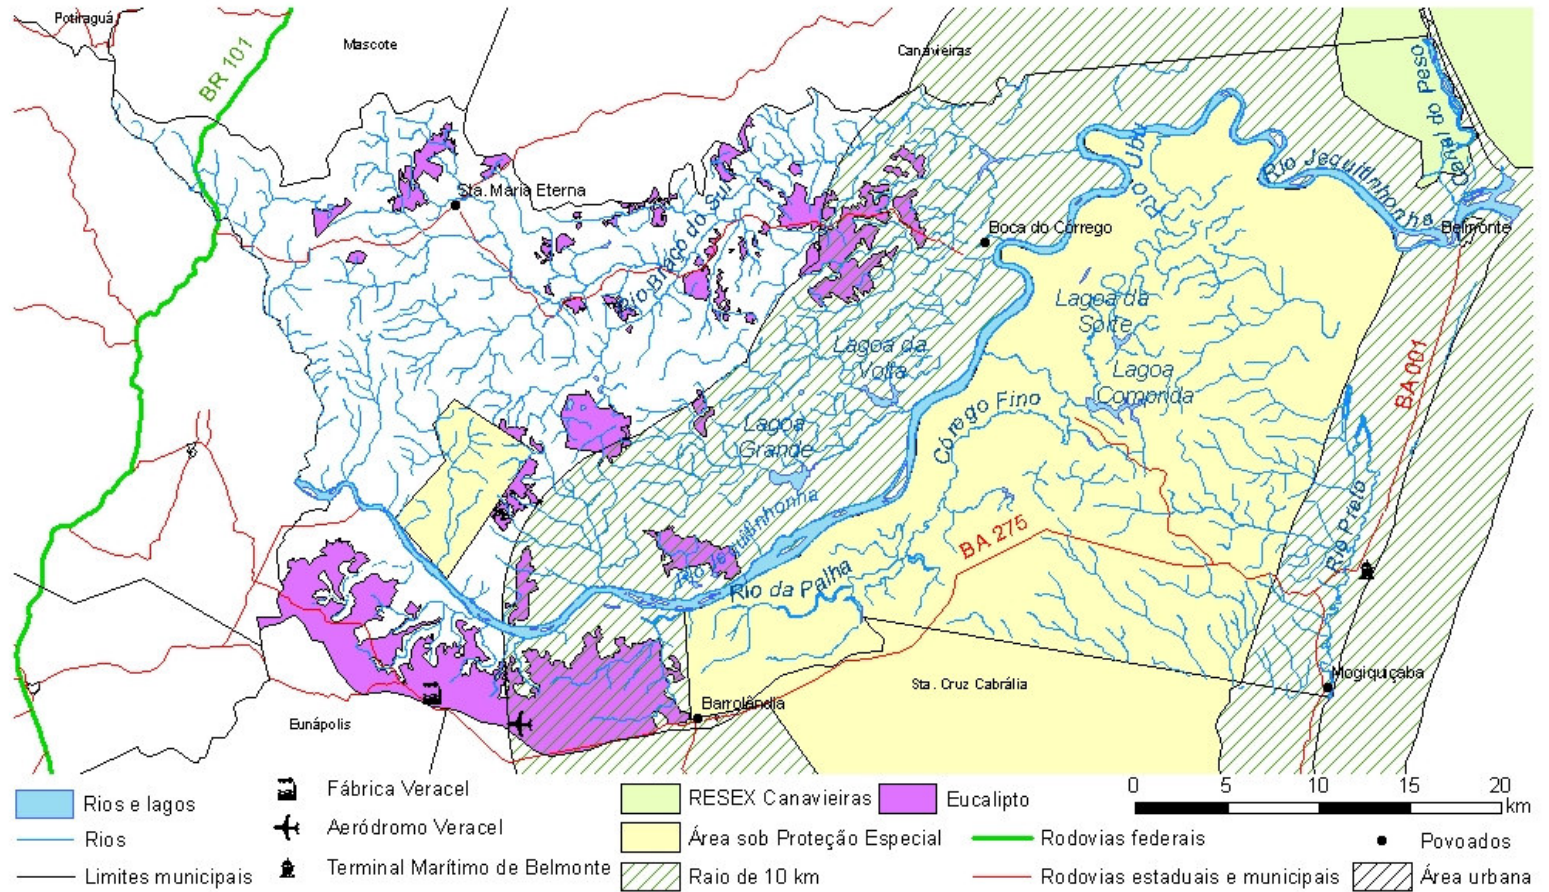 Potiraguá
Mascote
Canavieiras
BR 101
Canal do Peso
Rio Ubu
Rio Jequitinhonha
Belmonte
Sta. Maria Eterna
Rio Braço do Sul
Boca do Córrego
Lagoa da
Solte
Lagoa da
Volta
Lagoa
Comprida
BA 001
Córrego Fino
Lagoa
Grande
Rio Jequitinhonha
Rio Preto
BA 275
Rio da Palha
Mogiquiçaba
Sta. Cruz Cabrália
Barrolândia
Eunápolis
Rios e lagos
Rios
Limites municipais
Fábrica Veracel
Aeródromo Veracel
Terminal Marítimo de Belmonte
RESEX Canavieiras
Área sob Proteção Especial
Raio de 10 km
Eucalipto
Rodovias federais
Rodovias estaduais e municipais
0 5 10 15 20
km
Povoados
Área urbana